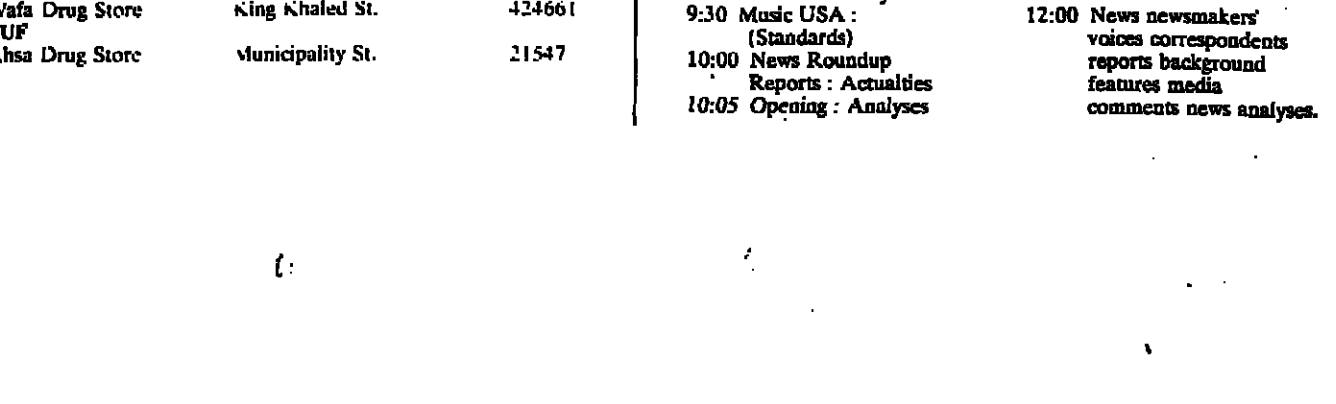 Wafa Drug Store King Khaled St. 424661
UF
hsa Drug Store Municipality St. 21547
9:30 Music USA :
(Standards)
10:00 News Roundup
Reports : Actualties
10:05 Opening : Analyses
12:00 News newsmakers'
voices correspondents
reports background
features media
comments news analyses.